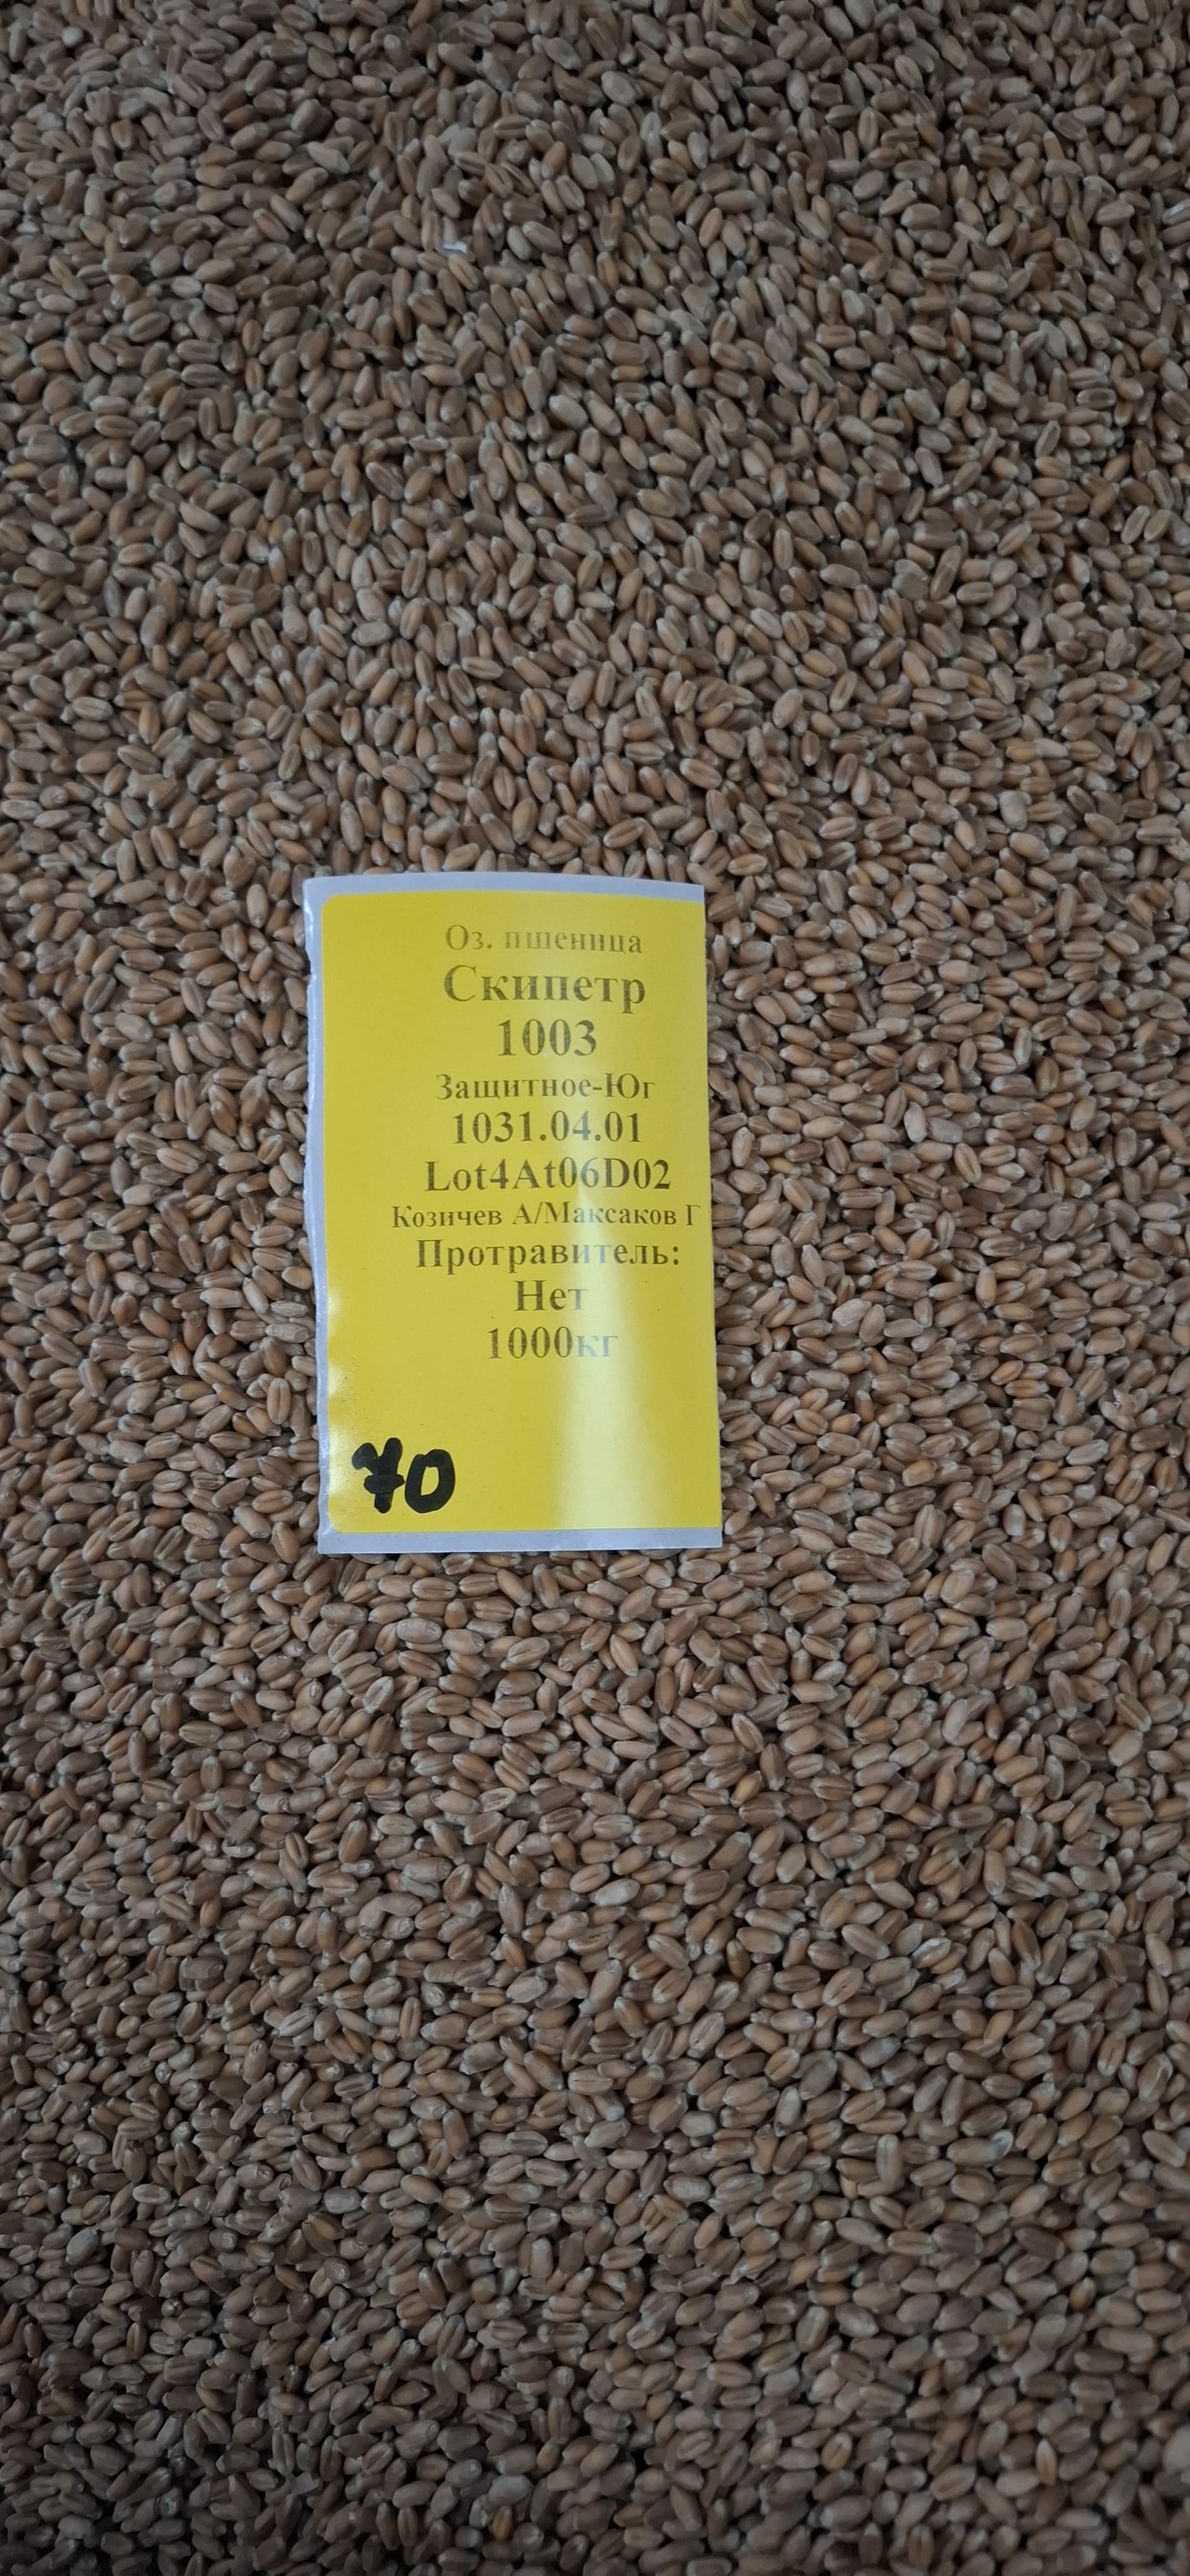 Оз. пшеница
Скипетр
1003
Защитное-Юг
1031.04.01
Lot4At06D02
Козичев А/Максаков Г
Протравитель:
Нет
1000кг
70